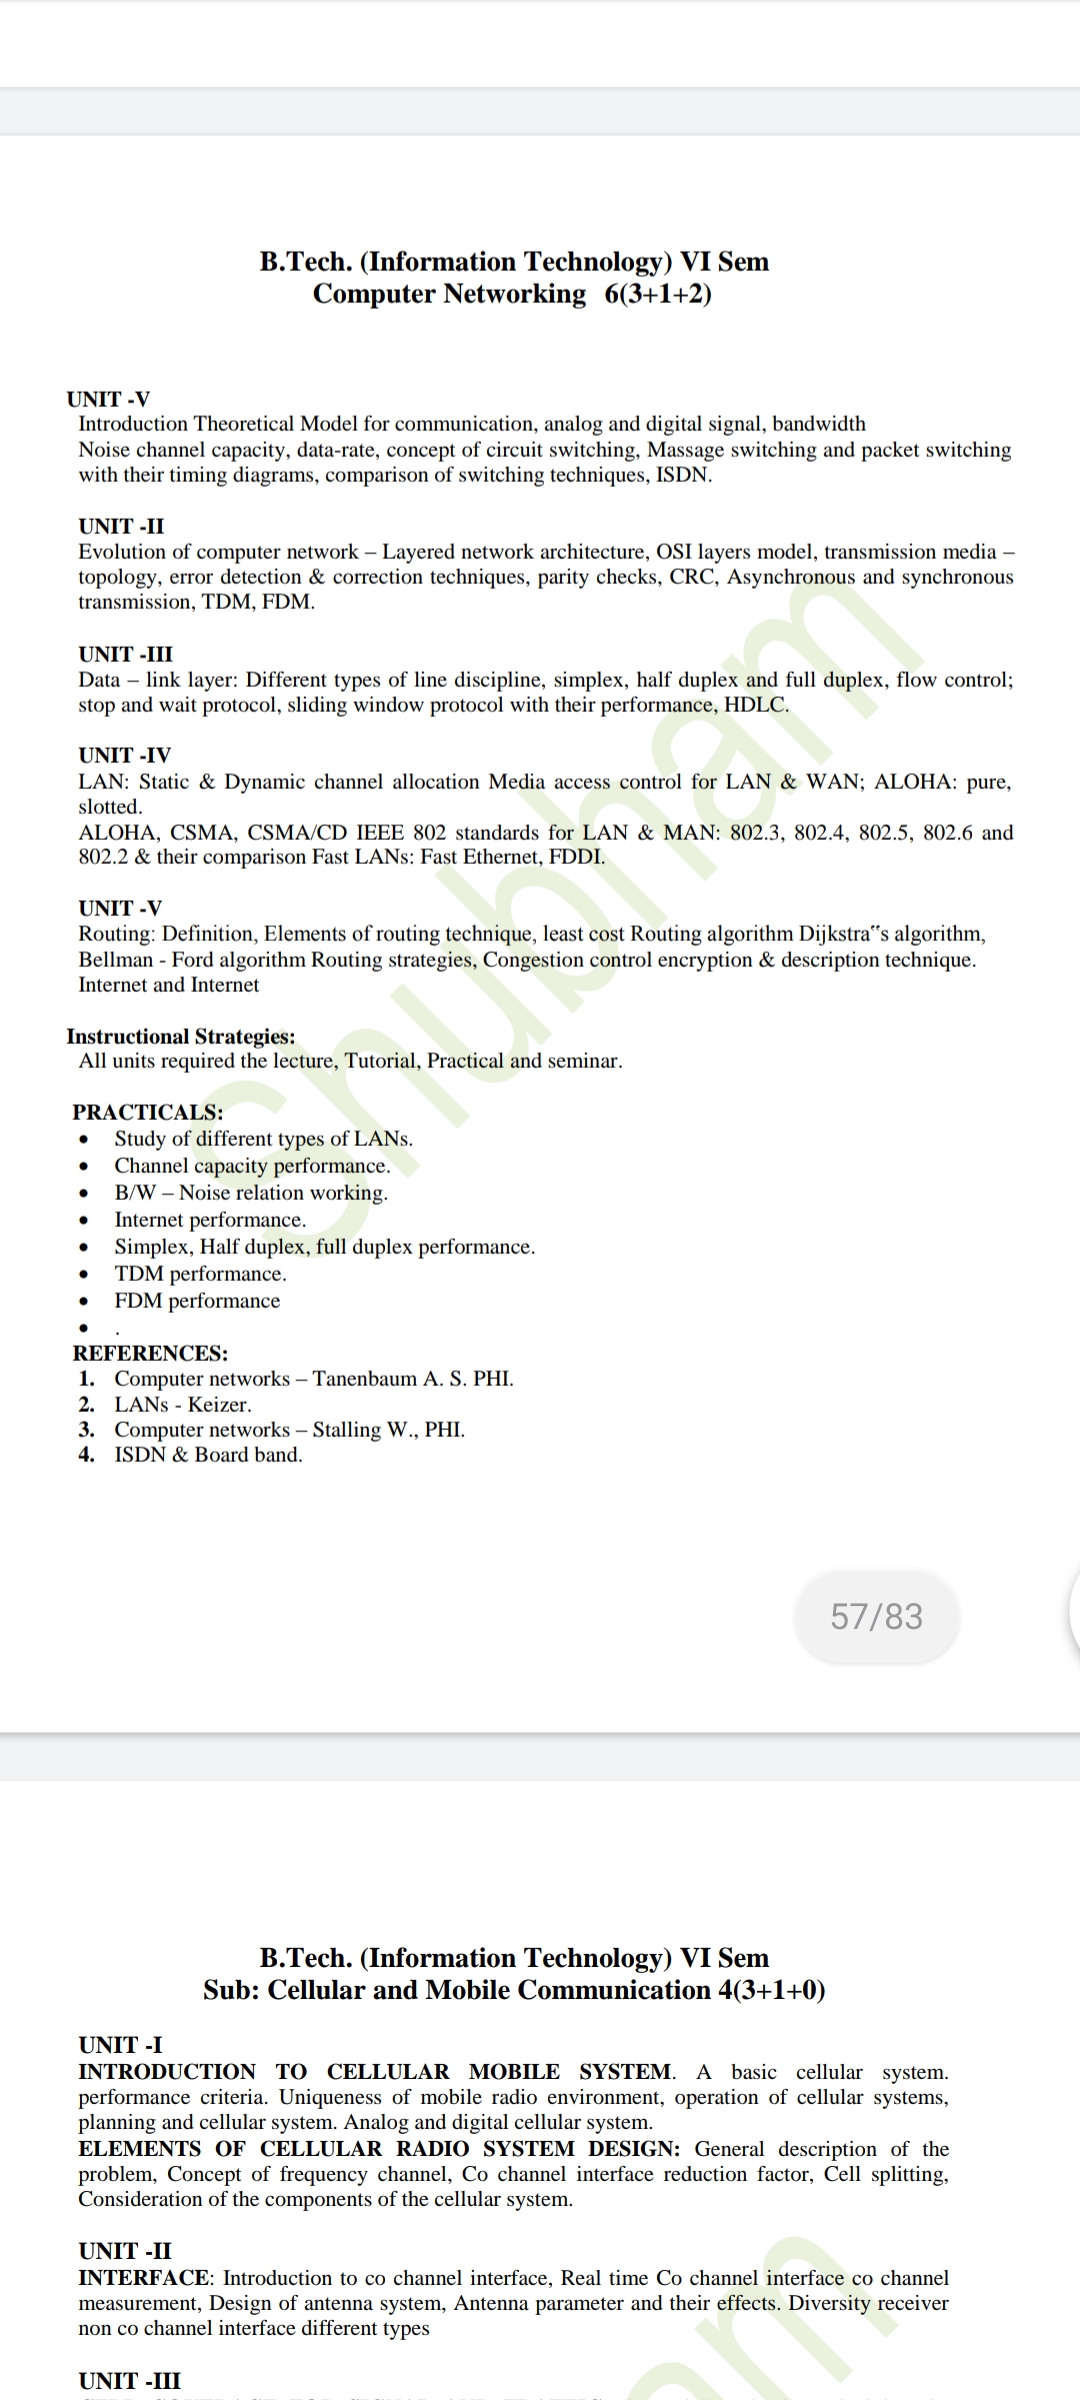 B.Tech. (Information Technology) VI Sem
Computer Networking 6(3+1+2)
UNIT -V
Introduction Theoretical Model for communication, analog and digital signal, bandwidth
Noise channel capacity, data-rate, concept of circuit switching, Massage switching and packet switching
with their timing diagrams, comparison of switching techniques, ISDN.
UNIT -II
Evolution of computer network – Layered network architecture, OSI layers model, transmission media –
topology, error detection & correction techniques, parity checks, CRC, Asynchronous and synchronous
transmission, TDM, FDM.
UNIT -III
Data – link layer: Different types of line discipline, simplex, half duplex and full duplex, flow control;
stop and wait protocol, sliding window protocol with their performance, HDLC.
UNIT -IV
LAN: Static & Dynamic channel allocation Media access control for LAN & WAN; ALOHA: pure,
slotted.
ALOHA, CSMA, CSMA/CD IEEE 802 standards for LAN & MAN: 802.3, 802.4, 802.5, 802.6 and
802.2 & their comparison Fast LANs: Fast Ethernet, FDDI.
UNIT -V
Routing: Definition, Elements of routing technique, least cost Routing algorithm Dijkstra‟s algorithm,
Bellman - Ford algorithm Routing strategies, Congestion control encryption & description technique.
Internet and Internet
Instructional Strategies:
All units required the lecture, Tutorial, Practical and seminar.
PRACTICALS:
• Study of different types of LANs.
• Channel capacity performance.
• B/W – Noise relation working.
• Internet performance.
• Simplex, Half duplex, full duplex performance.
• TDM performance.
• FDM performance
• .
REFERENCES:
1. Computer networks – Tanenbaum A. S. PHI.
2. LANs - Keizer.
3. Computer networks – Stalling W., PHI.
4. ISDN & Board band.
Shubham
57/83
B.Tech. (Information Technology) VI Sem
Sub: Cellular and Mobile Communication 4(3+1+0)
UNIT -I
INTRODUCTION TO CELLULAR MOBILE SYSTEM. A basic cellular system.
performance criteria. Uniqueness of mobile radio environment, operation of cellular systems,
planning and cellular system. Analog and digital cellular system.
ELEMENTS OF CELLULAR RADIO SYSTEM DESIGN: General description of the
problem, Concept of frequency channel, Co channel interface reduction factor, Cell splitting,
Consideration of the components of the cellular system.
UNIT -II
INTERFACE: Introduction to co channel interface, Real time Co channel interface co channel
measurement, Design of antenna system, Antenna parameter and their effects. Diversity receiver
non co channel interface different types
UNIT -III